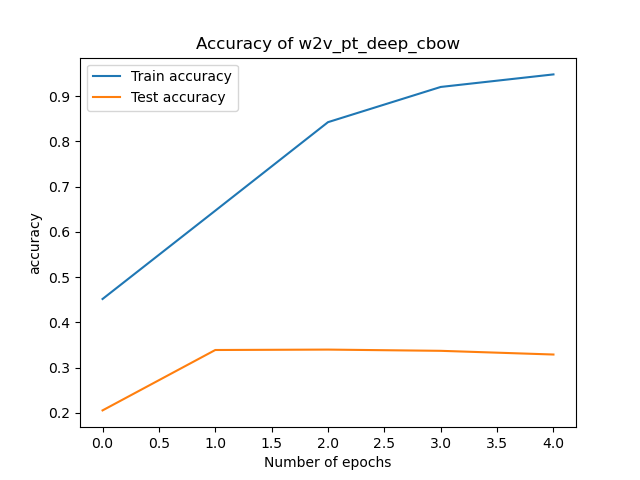 Accuracy of w2v_pt_deep_cbow
Train accuracy
Test accuracy
accuracy
0.9
0.8
0.7
0.6
0.5
0.4
0.3
0.2
0.0 0.5 1.0 1.5 2.0 2.5 3.0 3.5 4.0
Number of epochs